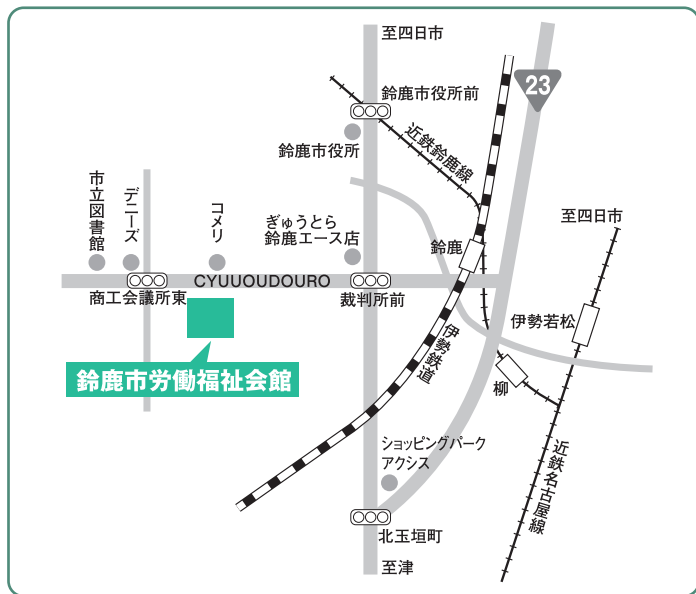 至四日市
23
鈴鹿市役所前
近鉄鈴鹿線
鈴鹿市役所
市立図書館
デニーズ
コメリ
ぎゅうとら
鈴鹿エース店
至四日市
鈴鹿
CYUUOUDOURO
商工会議所東
裁判所前
伊勢若松
伊勢鉄道
鈴鹿市労働福祉会館
柳
ショッピングパーク
アクシス
近鉄名古屋線
北玉垣町
至津